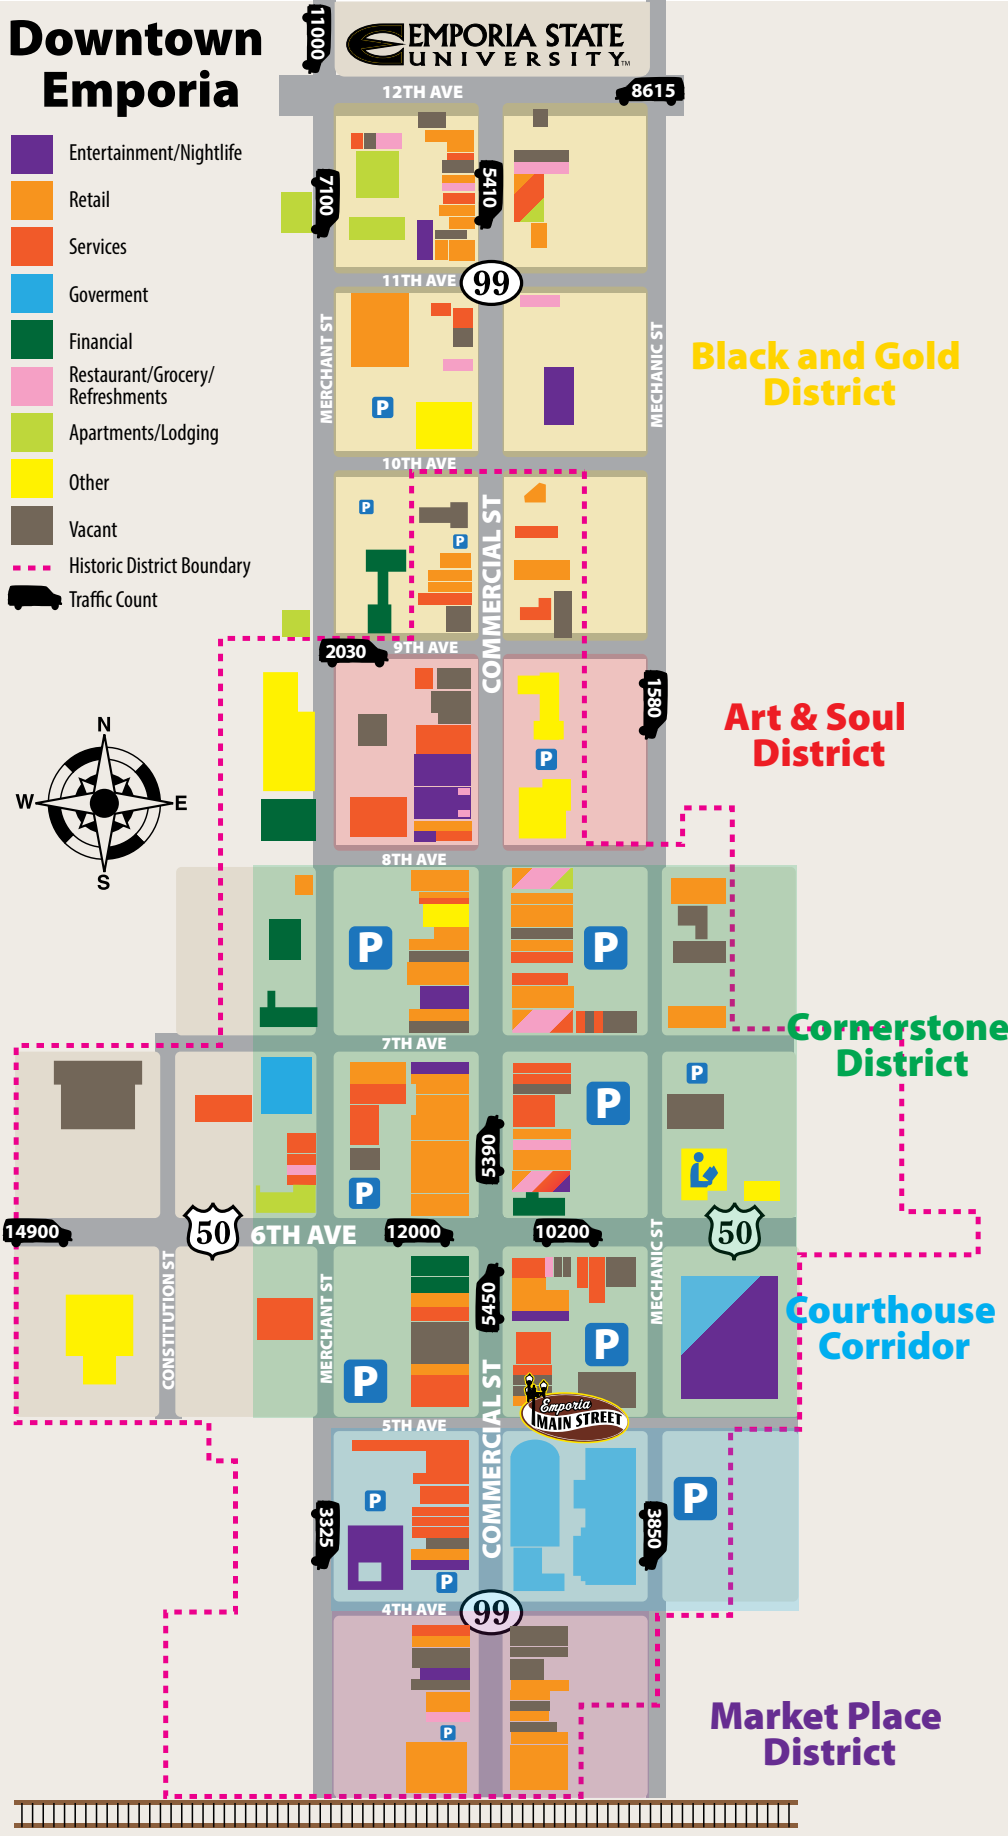 Downtown
Emporia
11000
EMPORIA STATE
UNIVERSITY™
12TH AVE
8615
Entertainment/Nightlife
Retail
Services
Goverment
Financial
Restaurant/Grocery/
Refreshments
Apartments/Lodging
Other
Vacant
Historic District Boundary
Traffic Count
7100
5410
11TH AVE
99
MERCHANT ST
MECHANIC ST
Black and Gold
District
P
10TH AVE
P
P
COMMERCIAL ST
2030
9TH AVE
1580
Art & Soul
District
P
N
W
E
S
8TH AVE
P
P
Cornerstone
District
7TH AVE
P
P
5390
P
14900
50
6TH AVE
12000
10200
MECHANIC ST
50
CONSTITUTION ST
MERCHANT ST
5450
P
P
Courthouse
Corridor
COMMERCIAL ST
Emporia
MAIN STREET
5TH AVE
P
P
3325
3850
P
4TH AVE
99
P
Market Place
District